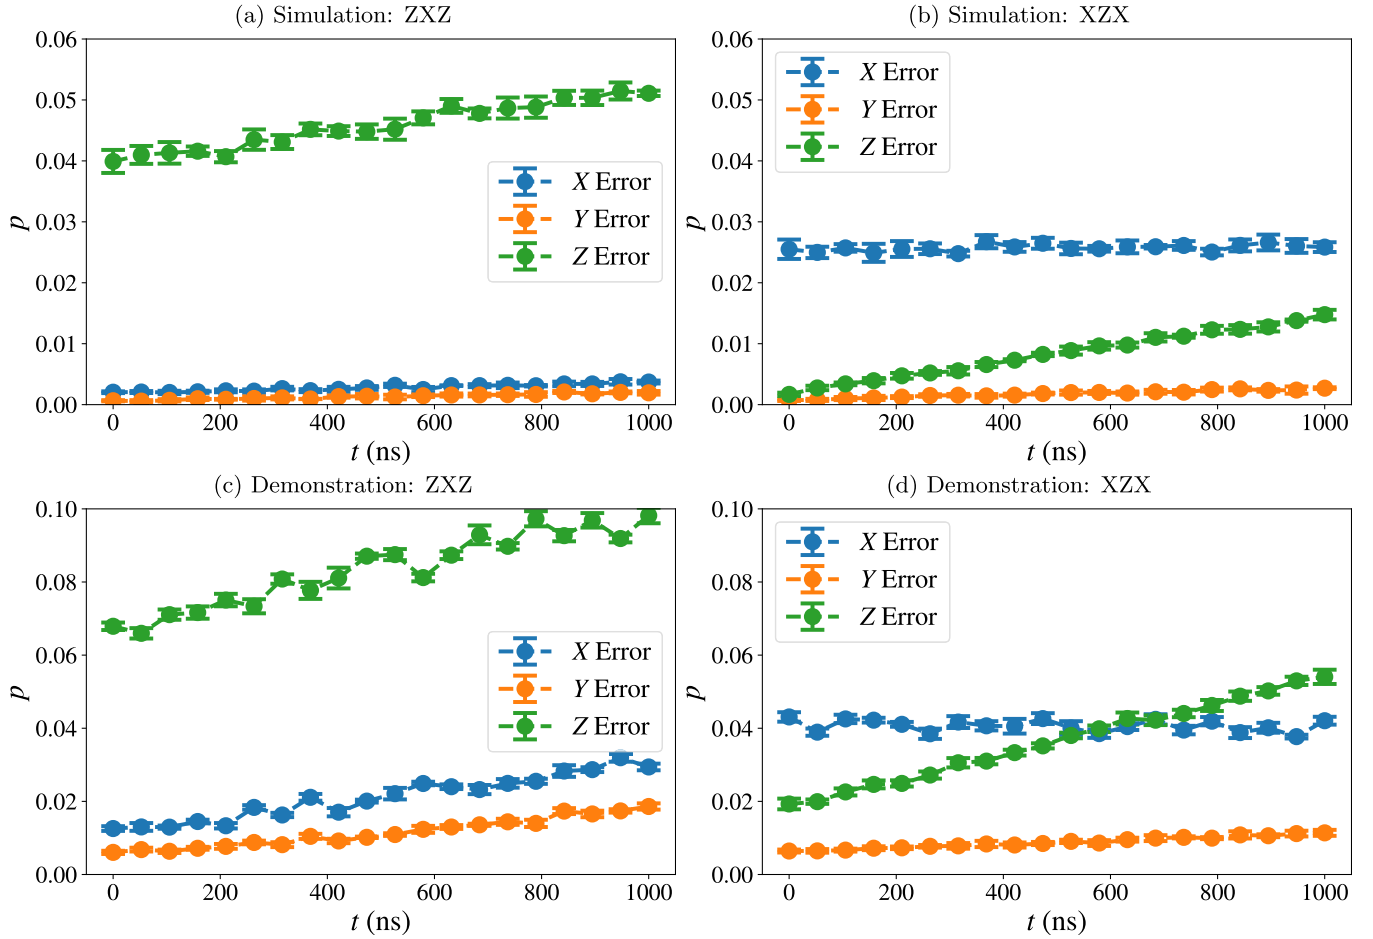 (a) Simulation: ZXZ
0.06
0.05
0.04
0.03
0.02
0.01
0.00
p
X Error
Y Error
Z Error
0 200 400 600 800 1000
t (ns)
(b) Simulation: XZX
0.06
0.05
0.04
0.03
0.02
0.01
0.00
p
X Error
Y Error
Z Error
0 200 400 600 800 1000
t (ns)
(c) Demonstration: ZXZ
0.10
0.08
0.06
0.04
0.02
0.00
p
X Error
Y Error
Z Error
0 200 400 600 800 1000
t (ns)
(d) Demonstration: XZX
0.10
0.08
0.06
0.04
0.02
0.00
p
X Error
Y Error
Z Error
0 200 400 600 800 1000
t (ns)